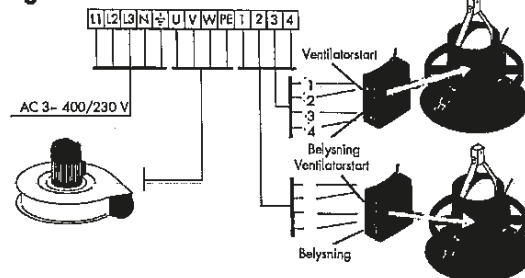 L1 L2 L3 N U V W PE 1 2 3 4
Ventilatorstart
1
2
3
4
AC 3~ 400/230 V
Belysning
Ventilatorstart
Belysning